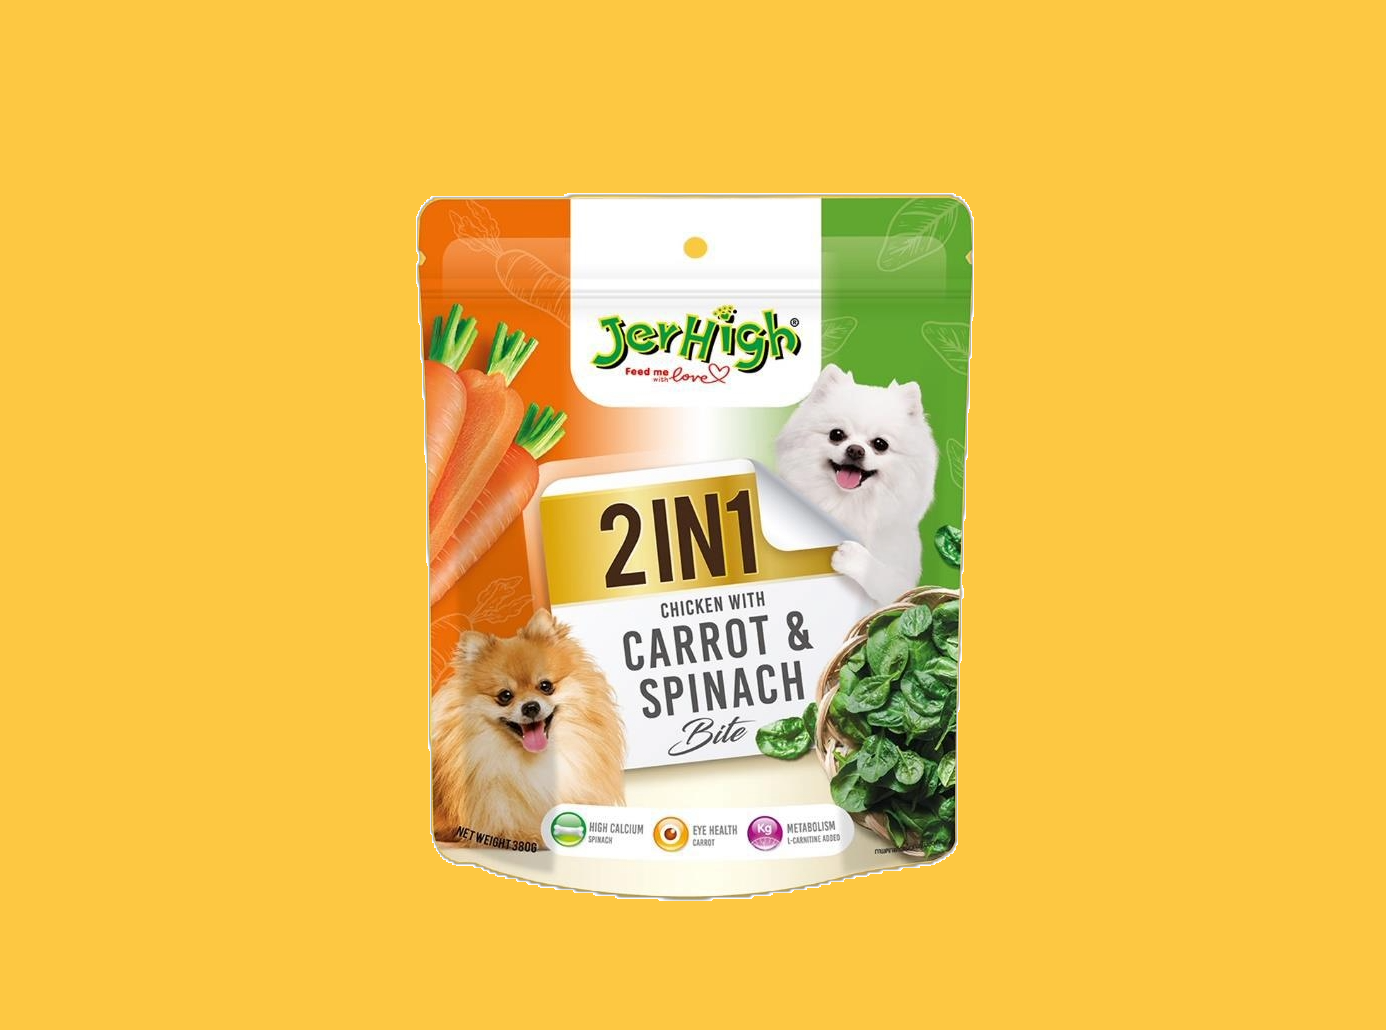 JerHigh®
Feed me
with love
2IN1
CHICKEN WITH
CARROT &
SPINACH
Bite
HIGH CALCIUM
SPINACH
EYE HEALTH
CARROT
Kg
METABOLISM
L-CARNITINE ADDED
NET WEIGHT 380G